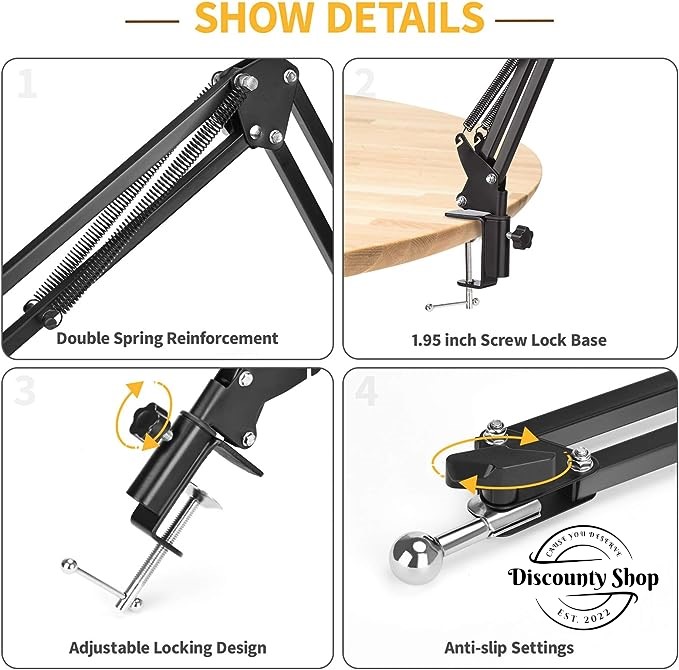 SHOW DETAILS
1
2
Double Spring Reinforcement
1.95 inch Screw Lock Base
3
4
Adjustable Locking Design
Anti-slip Settings
CAUSE YOU DESERVE
Discounty Shop
EST. 2022